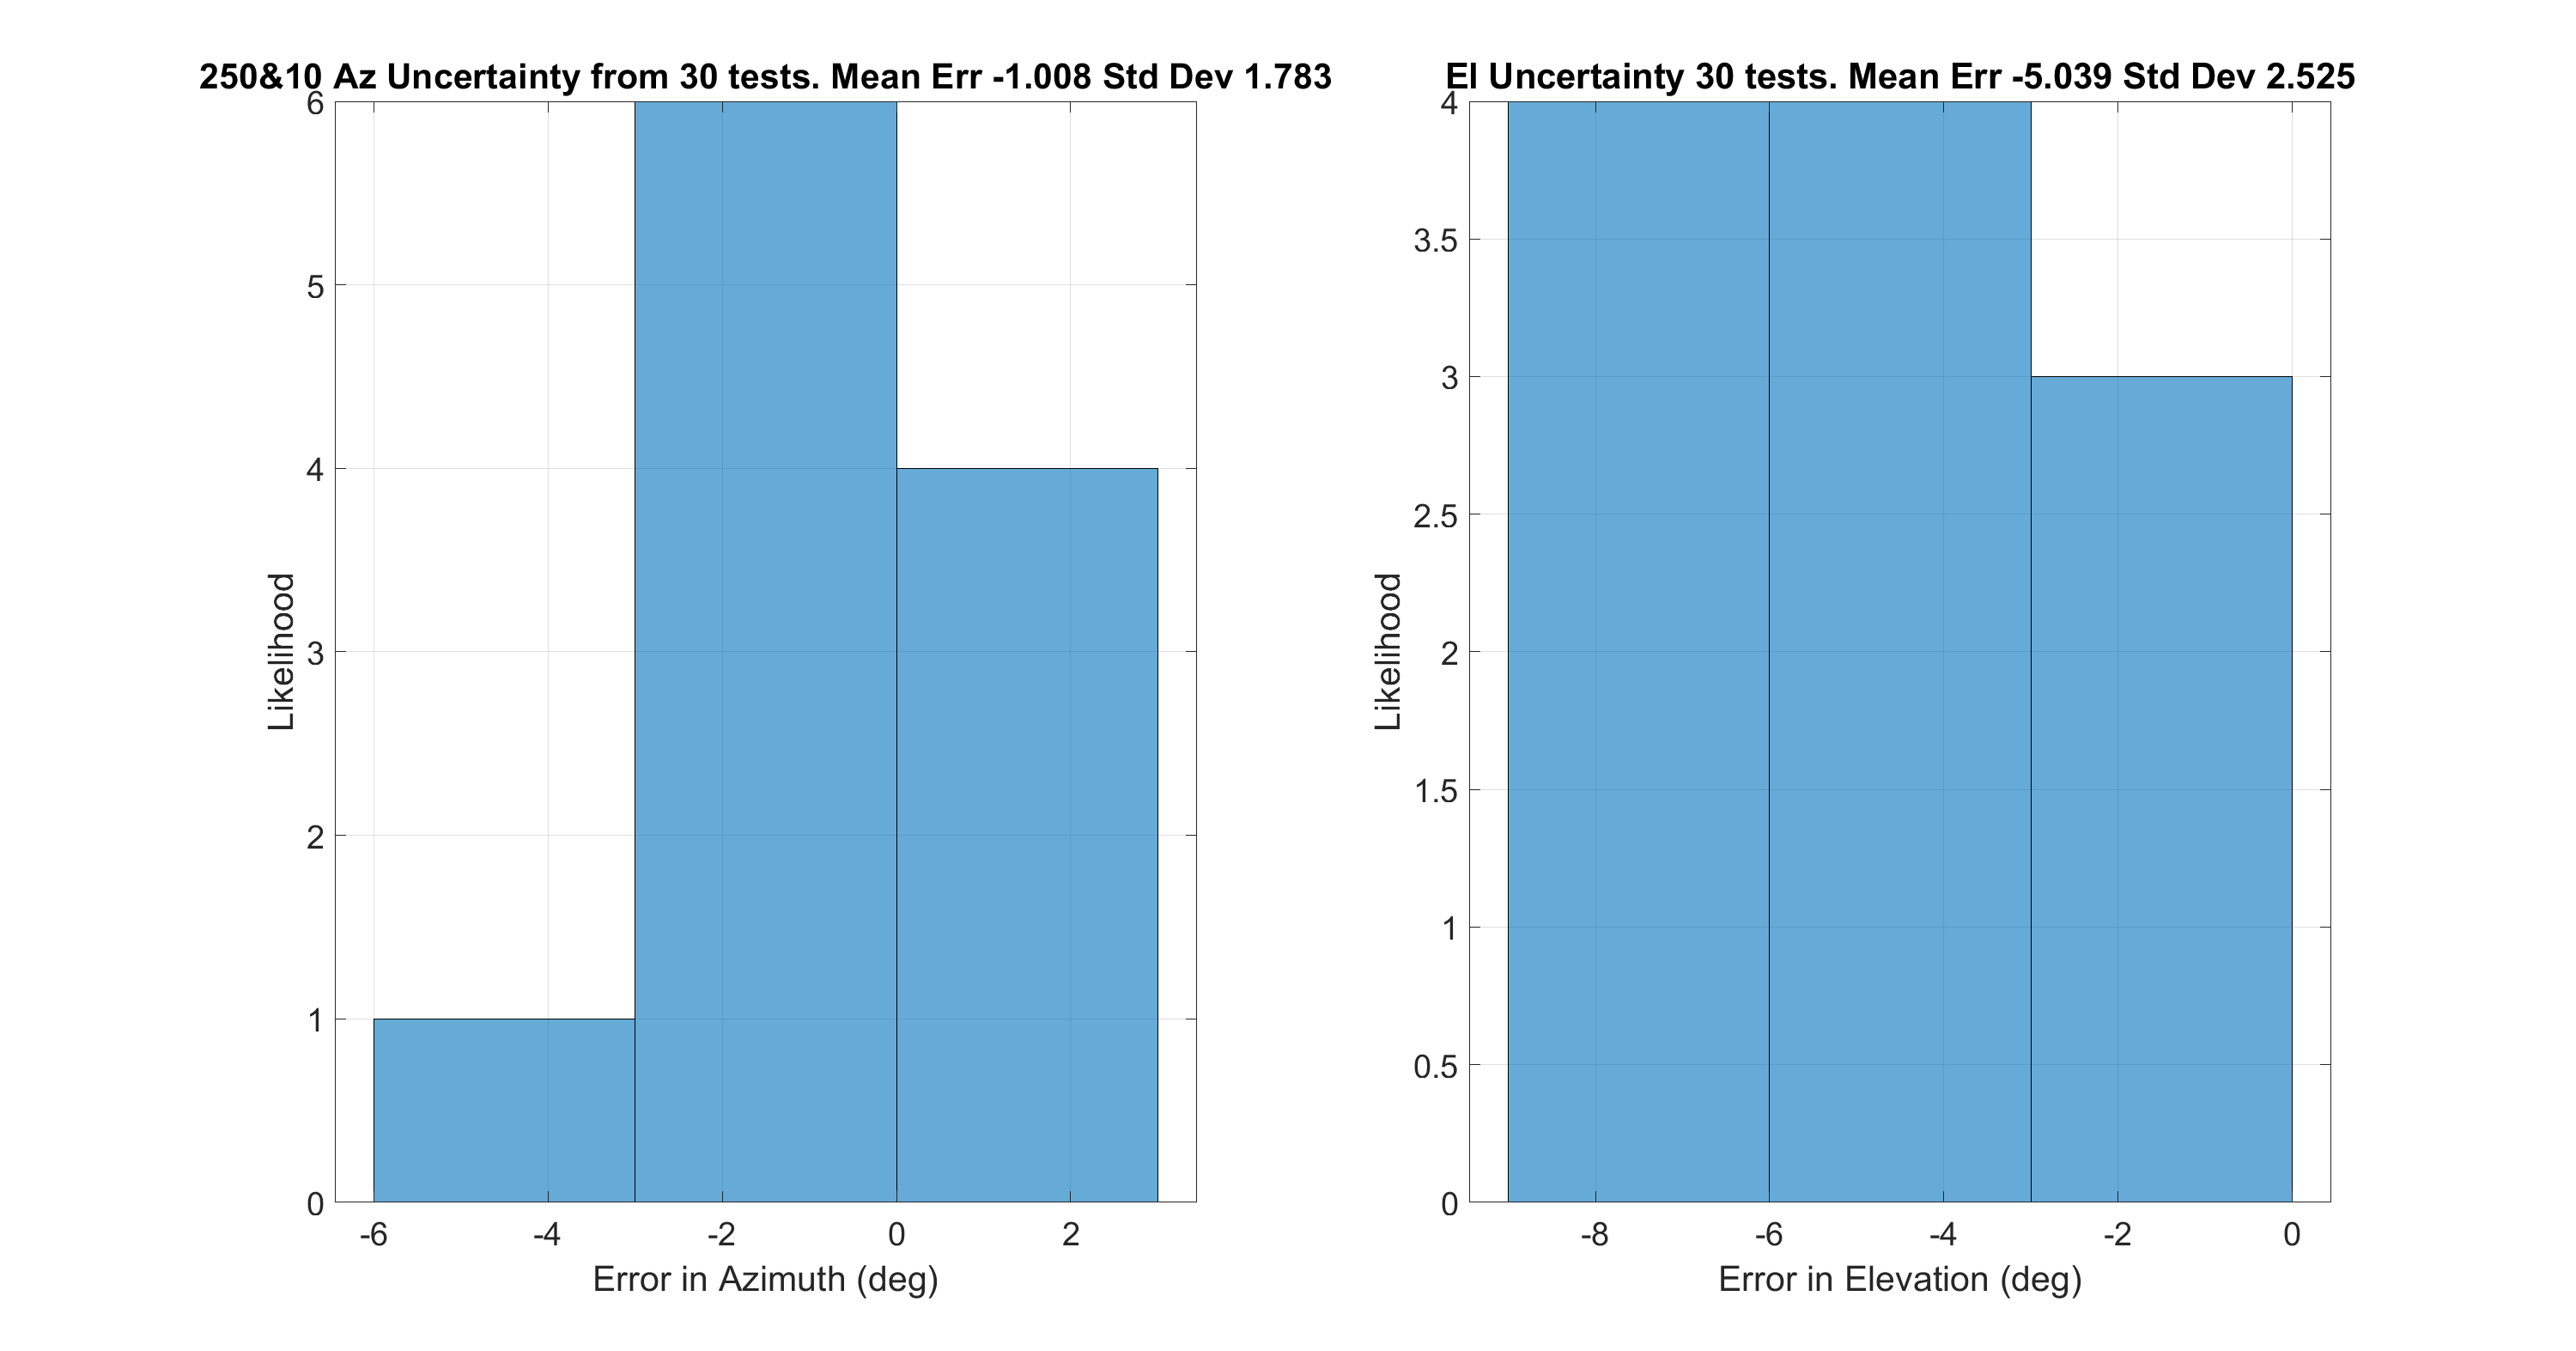 250&10 Az Uncertainty from 30 tests. Mean Err -1.008 Std Dev 1.783
6
5
4
3
2
1
0
Likelihood
-6 -4 -2 0 2
Error in Azimuth (deg)
El Uncertainty 30 tests. Mean Err -5.039 Std Dev 2.525
4
3.5
3
2.5
2
1.5
1
0.5
0
Likelihood
-8 -6 -4 -2 0
Error in Elevation (deg)